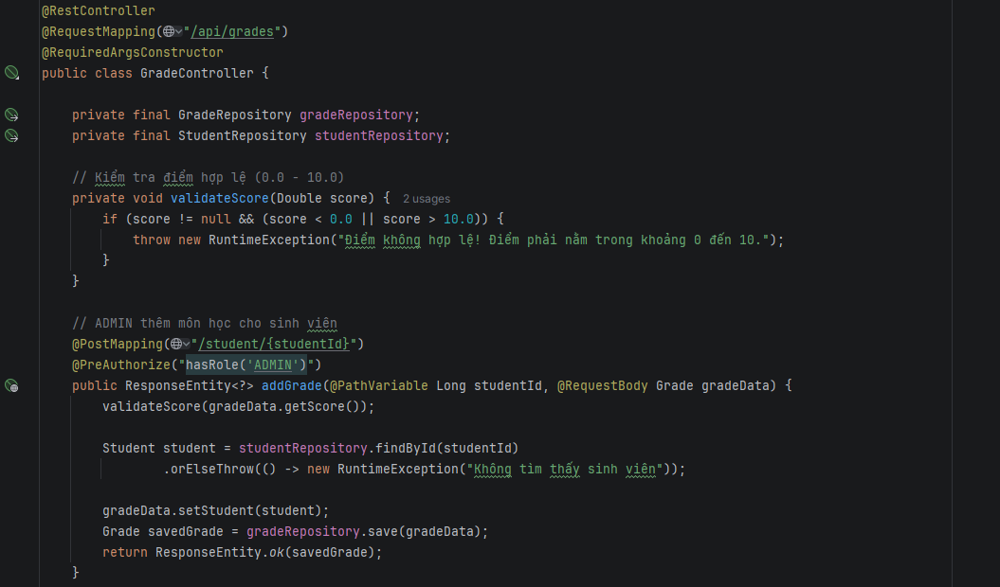 @RestController
@RequestMapping("/api/grades")
@RequiredArgsConstructor
public class GradeController {
private final GradeRepository gradeRepository;
private final StudentRepository studentRepository;
// Kiểm tra điểm hợp lệ (0.0 - 10.0)
private void validateScore(Double score) { 2 usages
if (score != null && (score < 0.0 || score > 10.0)) {
throw new RuntimeException("Điểm không hợp lệ! Điểm phải nằm trong khoảng 0 đến 10.");
}
}
// ADMIN thêm môn học cho sinh viên
@PostMapping("/student/{studentId}")
@PreAuthorize("hasRole('ADMIN')")
public ResponseEntity<?> addGrade(@PathVariable Long studentId, @RequestBody Grade gradeData) {
validateScore(gradeData.getScore());
Student student = studentRepository.findById(studentId)
.orElseThrow(() -> new RuntimeException("Không tìm thấy sinh viên"));
gradeData.setStudent(student);
Grade savedGrade = gradeRepository.save(gradeData);
return ResponseEntity.ok(savedGrade);
}